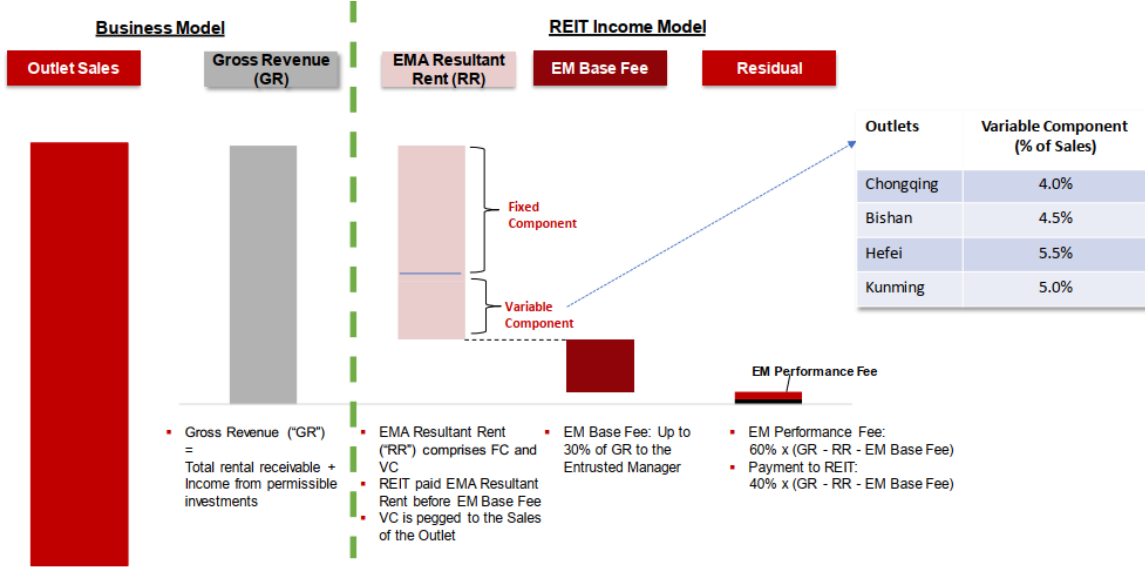 Business Model
REIT Income Model
Outlet Sales
Gross Revenue
(GR)
EMA Resultant
Rent (RR)
EM Base Fee
Residual
Outlets
Variable Component
(% of Sales)
Chongqing
4.0%
Bishan
4.5%
Hefei
5.5%
Kunming
5.0%
Fixed
Component
Variable
Component
EM Performance Fee
▪ Gross Revenue (“GR”)
=
Total rental receivable +
Income from permissible
investments
▪ EMA Resultant Rent
(“RR”) comprises FC and
VC
▪ REIT paid EMA Resultant
Rent before EM Base Fee
▪ VC is pegged to the Sales
of the Outlet
▪ EM Base Fee: Up to
30% of GR to the
Entrusted Manager
▪ EM Performance Fee:
60% x (GR - RR - EM Base Fee)
▪ Payment to REIT:
40% x (GR - RR - EM Base Fee)